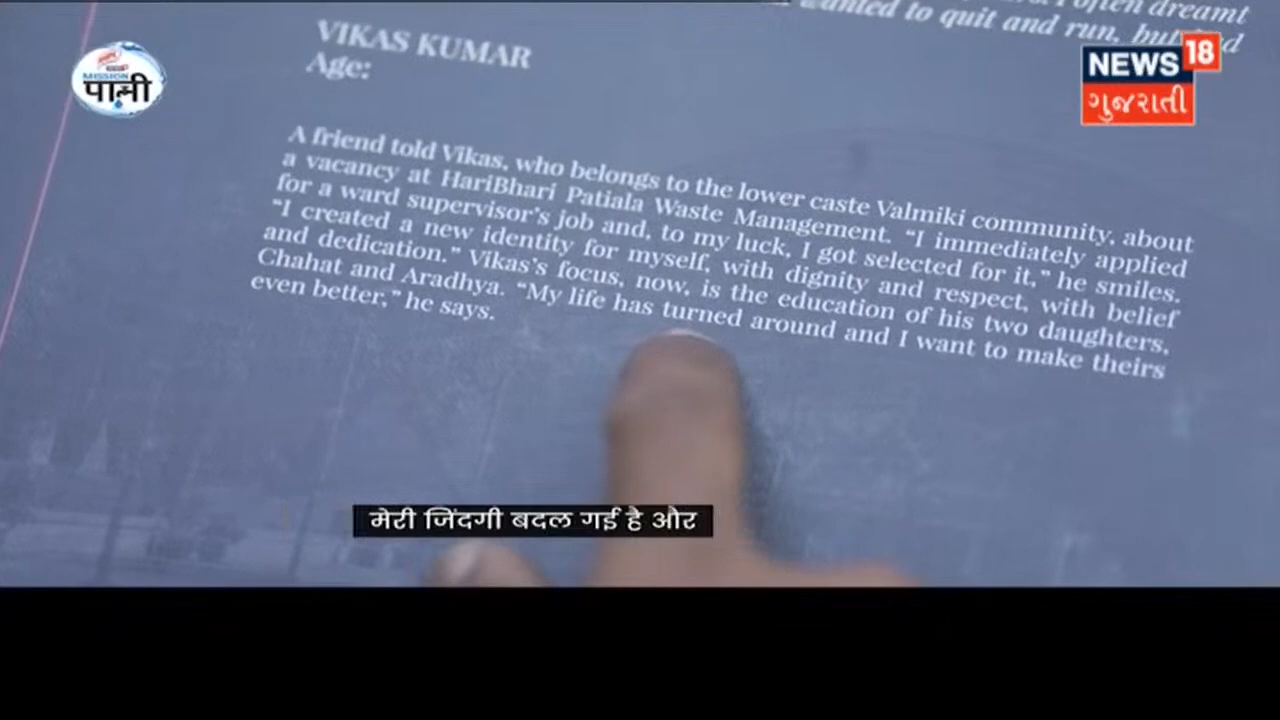 often dreamt
wanted to quit and run, but
VIKAS KUMAR
Age:
A friend told Vikas, who belongs to the lower caste Valmiki community, about
a vacancy at HariBhari Patiala Waste Management. “I immediately applied
for a ward supervisor’s job and, to my luck, I got selected for it,” he smiles.
“I created a new identity for myself, with dignity and respect, with belief
and dedication.” Vikas’s focus, now, is the education of his two daughters,
Chahat and Aradhya. “My life has turned around and I want to make theirs
even better,” he says.
MISSION
पानी
NEWS 18
ગુજરાતી
मेरी जिंदगी बदल गई है और